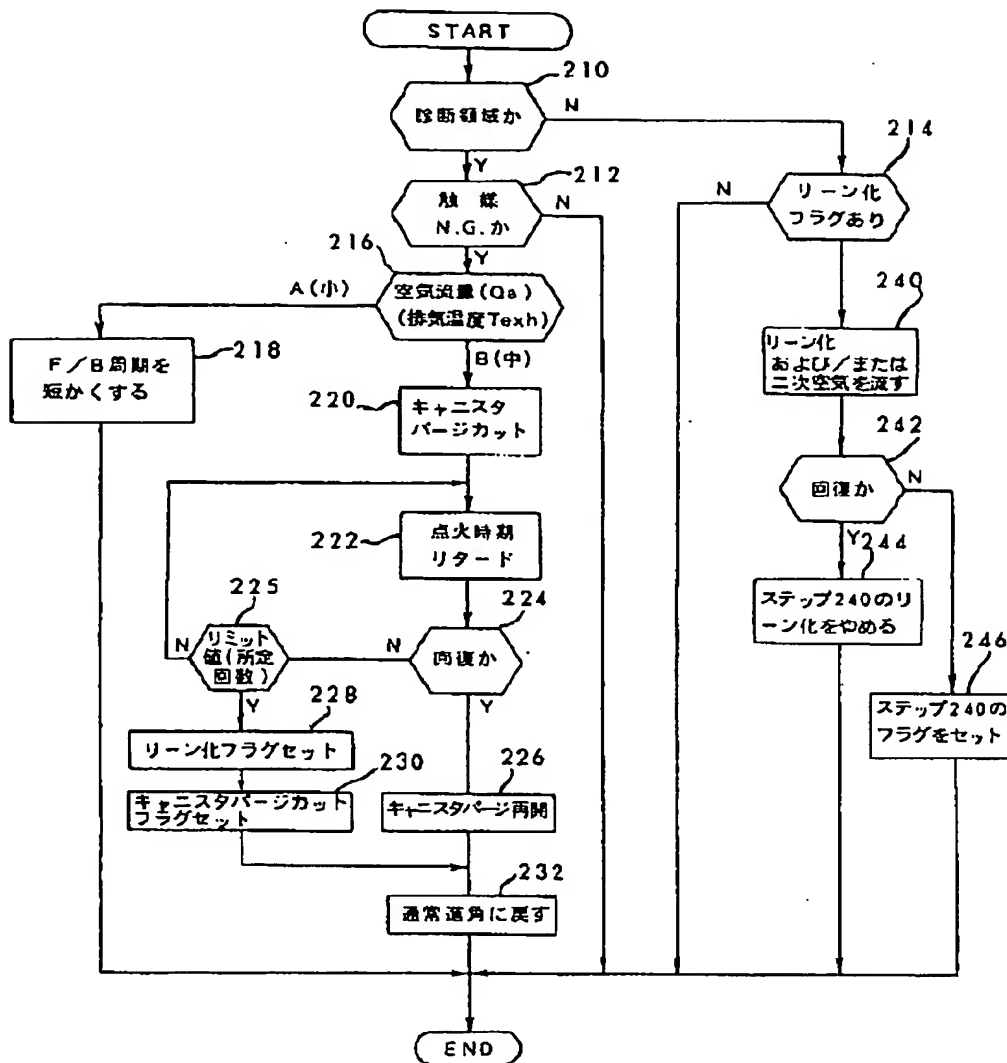 START
210
診断領域か
N
Y
212
触媒
N.G.か
N
Y
214
リーン化
フラグあり
N
216
空気流量(Qa)
(排気温度Texh)
A(小)
B(中)
218
F/B周期を
短かくする
220
キャニスタ
パージカット
222
点火時期
リタード
224
回復か
N
Y
225
リミット
値(所定
回数)
N
Y
228
リーン化フラグセット
230
キャニスタパージカット
フラグセット
226
キャニスタパージ再開
232
通常進角に戻す
240
リーン化
および/または
二次空気を流す
242
回復か
N
Y
244
ステップ240のリ
ーン化をやめる
246
ステップ240の
フラグをセット
END